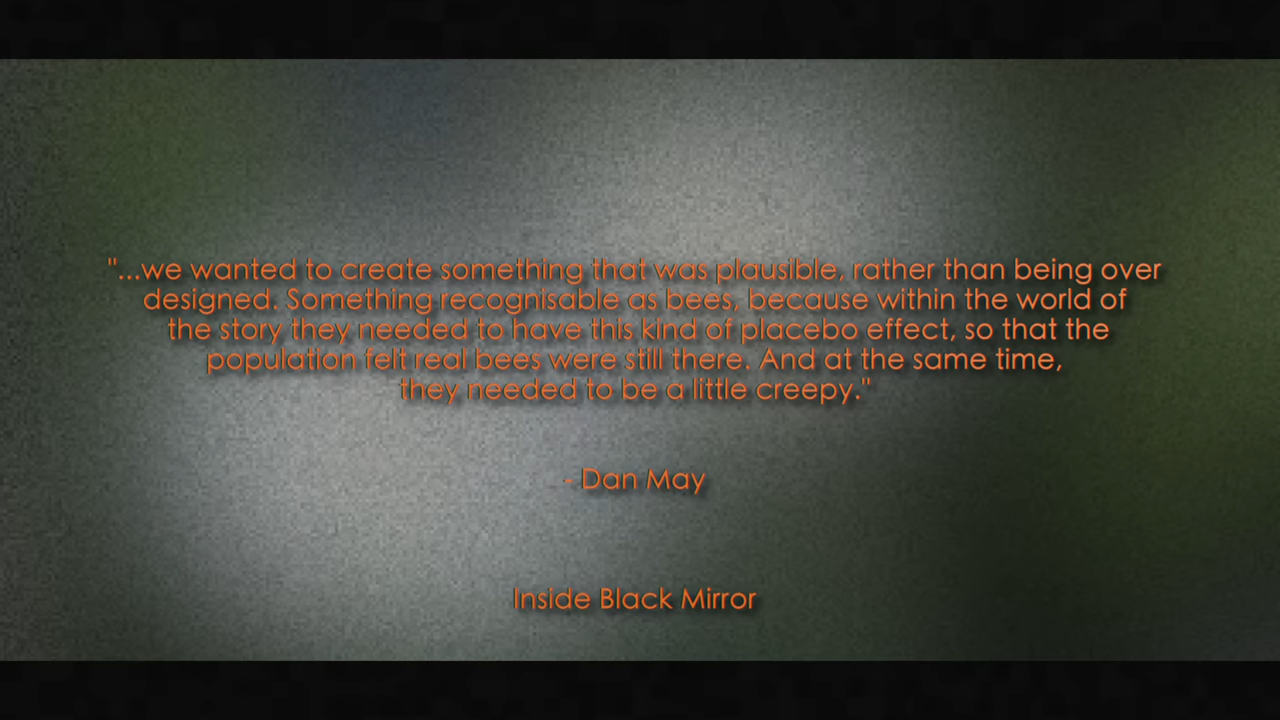 "...we wanted to create something that was plausible, rather than being over
designed. Something recognisable as bees, because within the world of
the story they needed to have this kind of placebo effect, so that the
population felt real bees were still there. And at the same time,
they needed to be a little creepy."
- Dan May
Inside Black Mirror